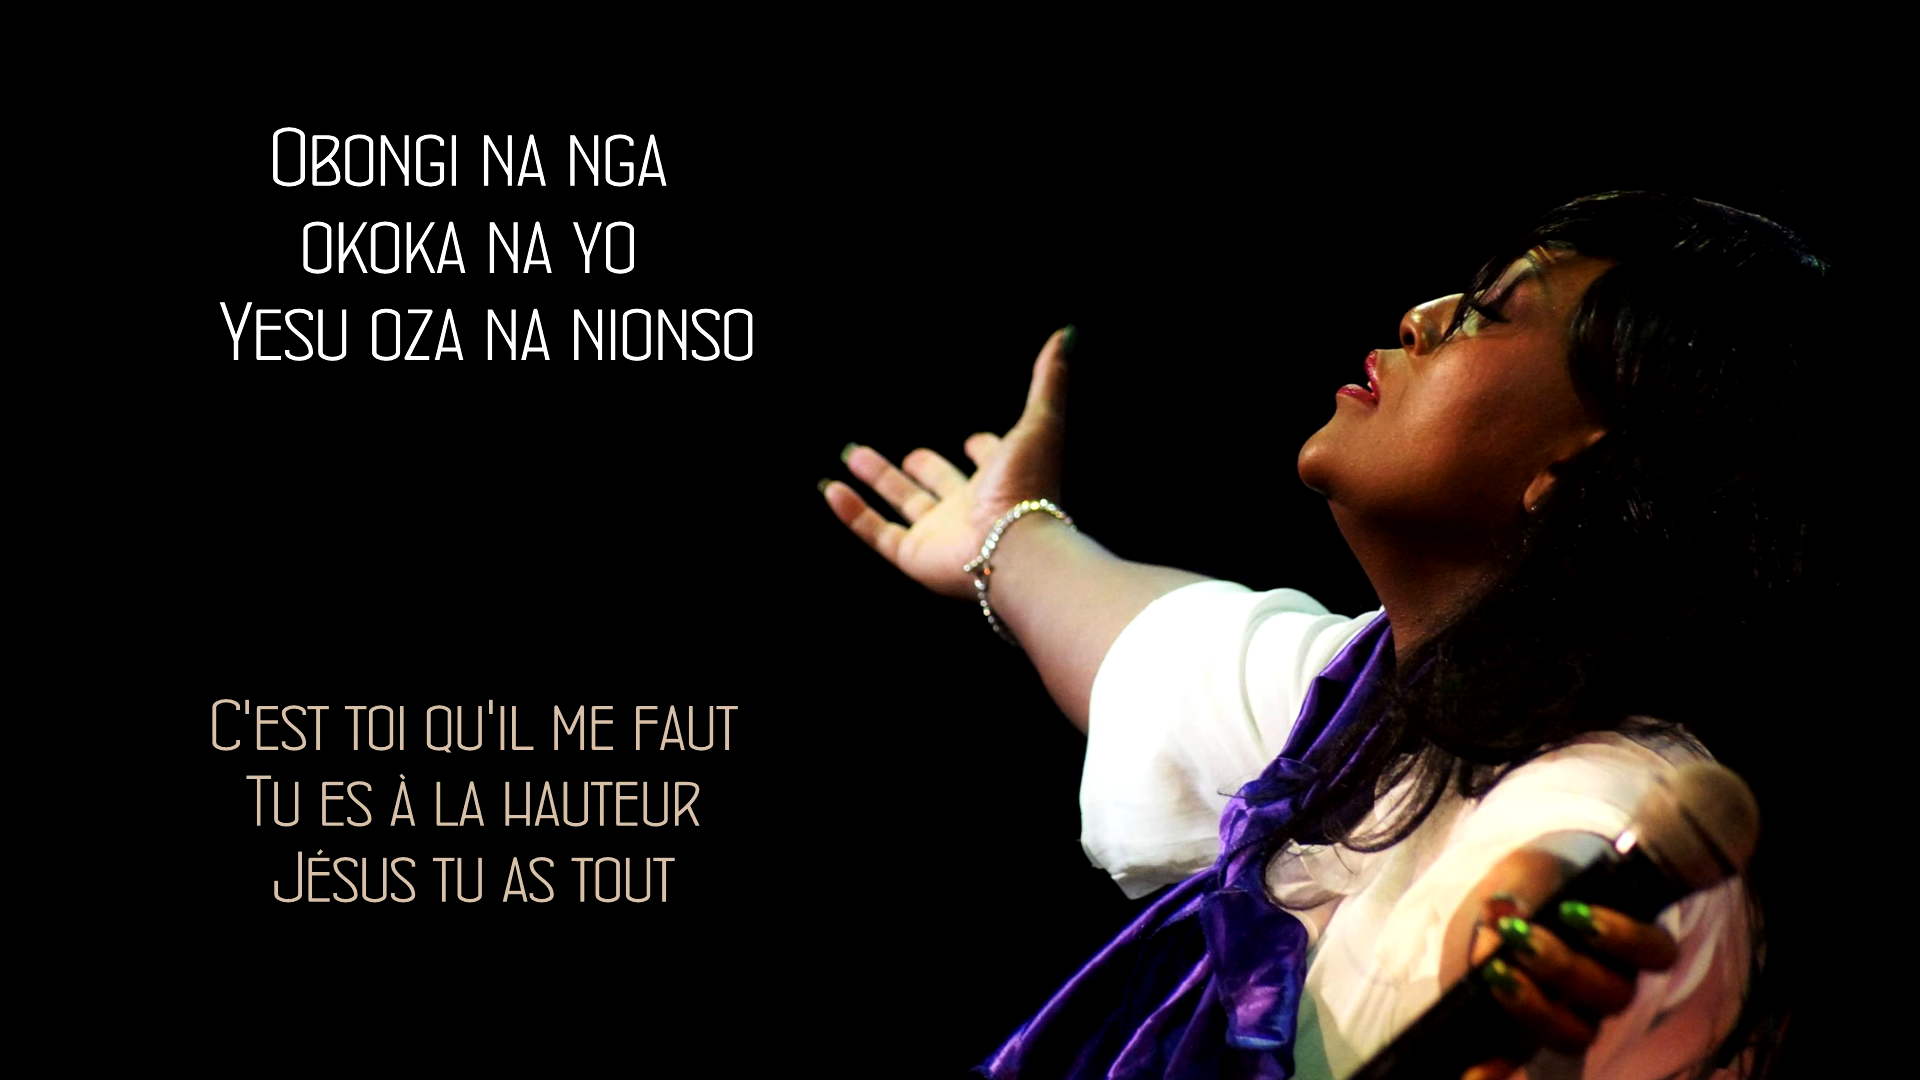 Obongi na nga
okoka na yo
Yesu oza na nionso
C'est toi qu'il me faut
Tu es à la hauteur
Jésus tu as tout